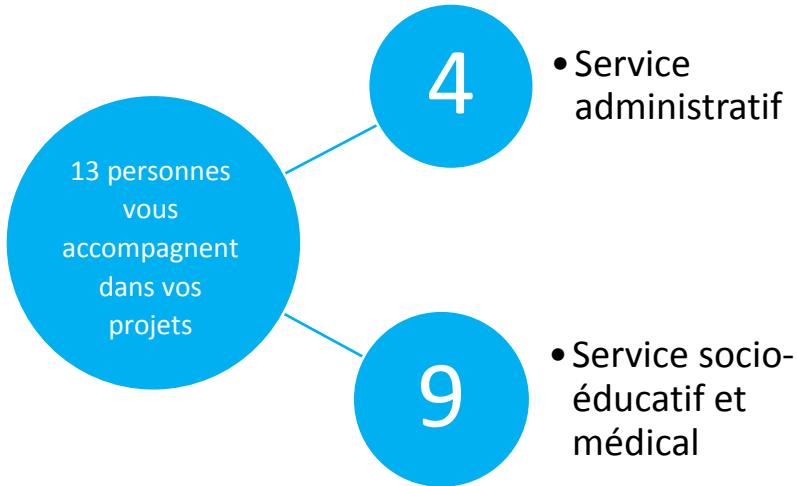 13 personnes
vous
accompagnent
dans vos
projets
4
•Service
administratif
9
•Service socio-
éducatif et
médical